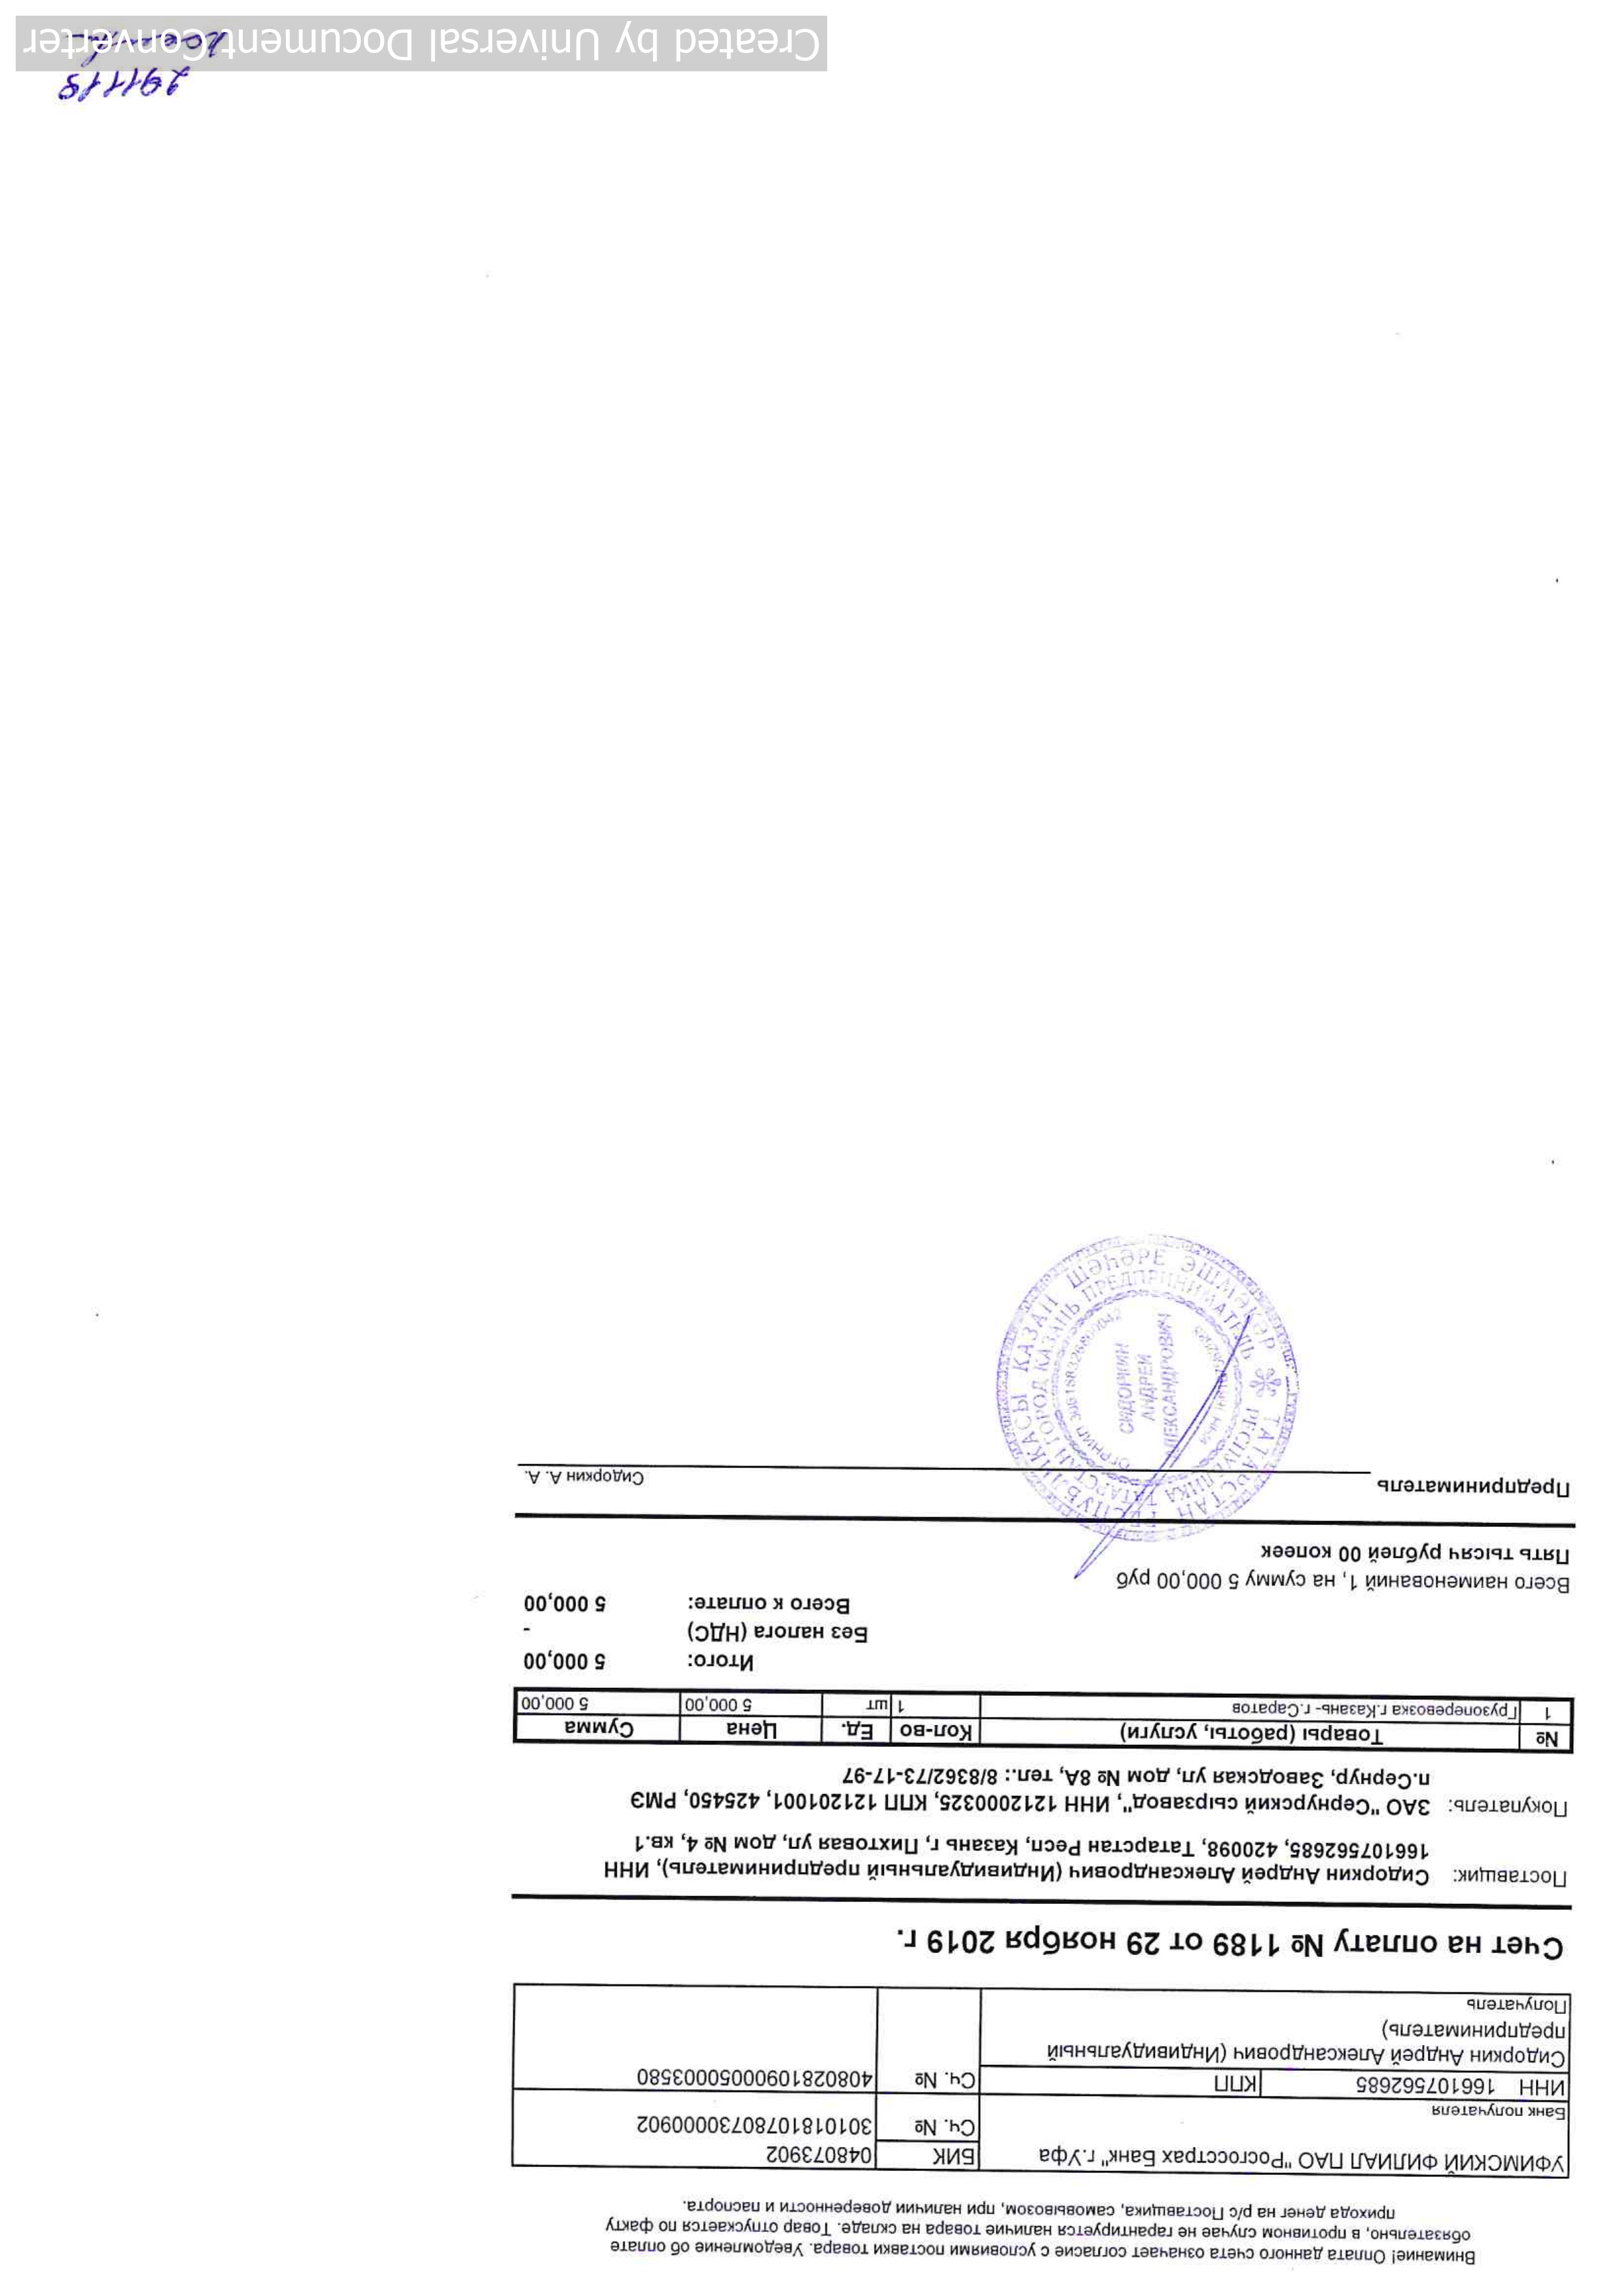 Внимание! Оплата данного счета означает согласие с условиями поставки товара. Уведомление об оплате
обязательно, в противном случае не гарантируется наличие товара на складе. Товар отпускается по факту
прихода денег на р/с Поставщика, самовывозом, при наличии доверенности и паспорта.
УФИМСКИЙ ФИЛИАЛ ПАО "Росгосстрах Банк" г.Уфа БИК 048073902
Сч. № 30101810780730000902
Банк получателя
ИНН 166107562685 КПП Сч. № 408028109000050003580
Сидоркин Андрей Александрович (Индивидуальный
предприниматель)
Получатель
Счет на оплату № 1189 от 29 ноября 2019 г.
Поставщик: Сидоркин Андрей Александрович (Индивидуальный предприниматель), ИНН
166107562685, 420098, Татарстан Респ, Казань г, Пихтовая ул, дом № 4, кв.1
Покупатель: ЗАО "Сернурский сырзавод", ИНН 1212000325, КПП 121201001, 425450, РМЭ
п.Сернур, Заводская ул, дом № 8А, тел.: 8/8362/73-17-97
№ Товары (работы, услуги) Кол-во Ед. Цена Сумма
1 Грузоперевозка г.Казань- г.Саратов 1 шт 5 000,00 5 000,00
Итого: 5 000,00
Без налога (НДС) -
Всего к оплате: 5 000,00
Всего наименований 1, на сумму 5 000,00 руб
Пять тысяч рублей 00 копеек
Предприниматель Сидоркин А. А.
ТАТАРСТАН РЕСПУБЛИКАСЫ КАЗАН ШӘҺӘРЕ ЭШМӘКӘР
РЕСПУБЛИКА ТАТАРСТАН ГОРОД КАЗАНЬ ПРЕДПРИНИМАТЕЛЬ
СИДОРКИН
АНДРЕЙ
АЛЕКСАНДРОВИЧ
Created by Universal Document Converter